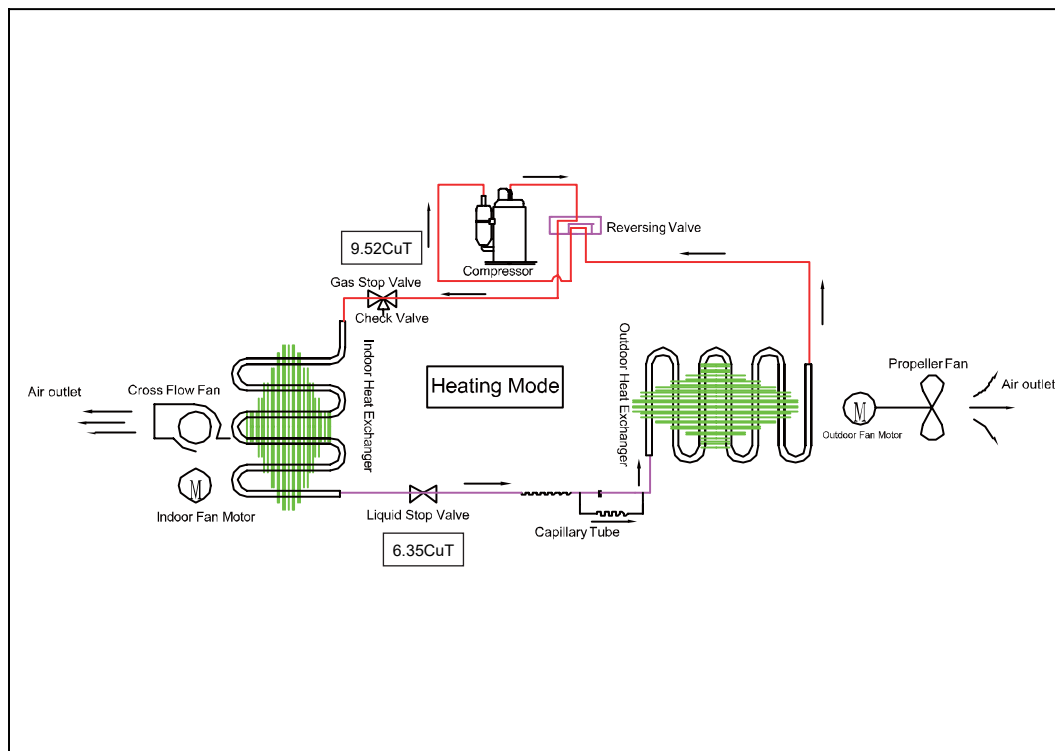 Reversing Valve
9.52CuT
Compressor
Gas Stop Valve
Check Valve
Indoor Heat Exchanger
Outdoor Heat Exchanger
Heating Mode
Propeller Fan
Air outlet
Cross Flow Fan
Air outlet
M
Outdoor Fan Motor
M
Indoor Fan Motor
Liquid Stop Valve
Capillary Tube
6.35CuT